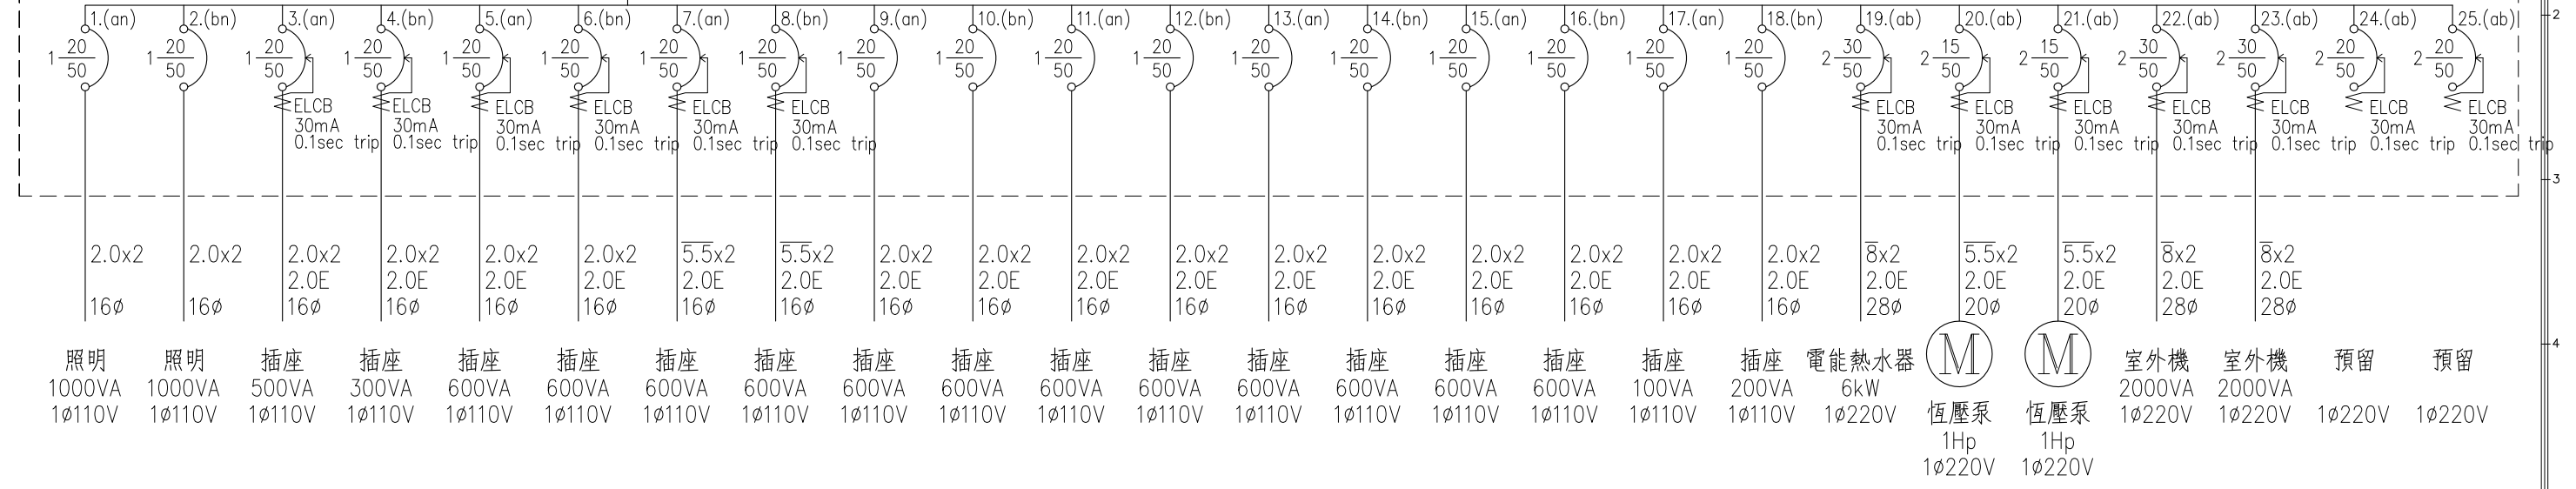 1.(an) 2.(bn) 3.(an) 4.(bn) 5.(an) 6.(bn) 7.(an) 8.(bn) 9.(an) 10.(bn) 11.(an) 12.(bn) 13.(an) 14.(bn) 15.(an) 16.(bn) 17.(an) 18.(bn) 19.(ab) 20.(ab) 21.(ab) 22.(ab) 23.(ab) 24.(ab) 25.(ab) 2
20 20 20 20 20 20 20 20 20 20 20 20 20 20 20 20 20 20 30 15 15 30 30 20 20
1 1 1 1 1 1 1 1 1 1 1 1 1 1 1 1 1 1 2 2 2 2 2 2 2
50 50 50 50 50 50 50 50 50 50 50 50 50 50 50 50 50 50 50 50 50 50 50 50 50
ELCB ELCB ELCB ELCB ELCB ELCB ELCB ELCB ELCB ELCB ELCB ELCB ELCB
30mA 30mA 30mA 30mA 30mA 30mA 30mA 30mA 30mA 30mA 30mA 30mA 30mA
0.1sec trip 0.1sec trip 0.1sec trip 0.1sec trip 0.1sec trip 0.1sec trip 0.1sec trip 0.1sec trip 0.1sec trip 0.1sec trip 0.1sec trip 0.1sec trip 0.1sec trip
3
2.0x2 2.0x2 2.0x2 2.0x2 2.0x2 2.0x2 5.5x2 5.5x2 2.0x2 2.0x2 2.0x2 2.0x2 2.0x2 2.0x2 2.0x2 2.0x2 2.0x2 2.0x2 8x2 5.5x2 5.5x2 8x2 8x2
2.0E 2.0E 2.0E 2.0E 2.0E 2.0E 2.0E 2.0E 2.0E 2.0E 2.0E 2.0E 2.0E 2.0E 2.0E 2.0E 2.0E 2.0E 2.0E 2.0E 2.0E
16ø 16ø 16ø 16ø 16ø 16ø 16ø 16ø 16ø 16ø 16ø 16ø 16ø 16ø 16ø 16ø 16ø 16ø 28ø 20ø 20ø 28ø 28ø
照明 照明 插座 插座 插座 插座 插座 插座 插座 插座 插座 插座 插座 插座 插座 插座 插座 插座 電能熱水器 M M 室外機 室外機 預留 預留 4
1000VA 1000VA 500VA 300VA 600VA 600VA 600VA 600VA 600VA 600VA 600VA 600VA 600VA 600VA 600VA 600VA 100VA 200VA 6kW 2000VA 2000VA
1ø110V 1ø110V 1ø110V 1ø110V 1ø110V 1ø110V 1ø110V 1ø110V 1ø110V 1ø110V 1ø110V 1ø110V 1ø110V 1ø110V 1ø110V 1ø110V 1ø110V 1ø110V 1ø220V 恆壓泵 恆壓泵 1ø220V 1ø220V 1ø220V 1ø220V
1Hp 1Hp
1ø220V 1ø220V